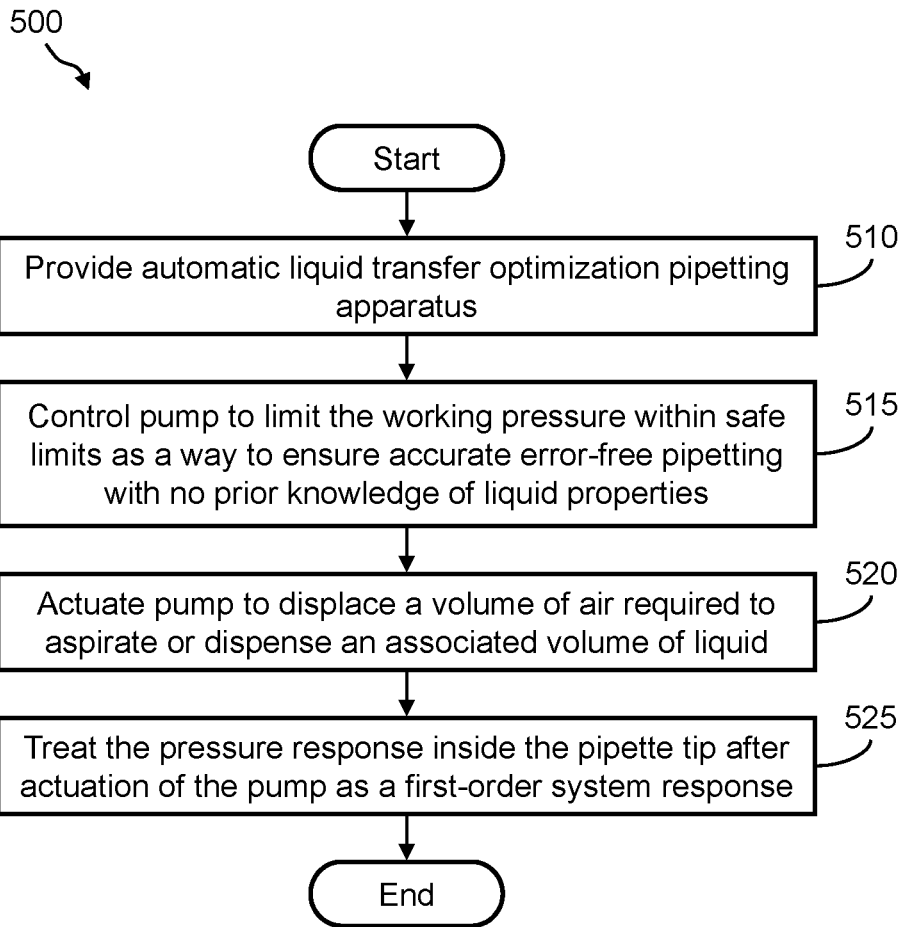 500
Start
510
Provide automatic liquid transfer optimization pipetting
apparatus
515
Control pump to limit the working pressure within safe
limits as a way to ensure accurate error-free pipetting
with no prior knowledge of liquid properties
520
Actuate pump to displace a volume of air required to
aspirate or dispense an associated volume of liquid
525
Treat the pressure response inside the pipette tip after
actuation of the pump as a first-order system response
End